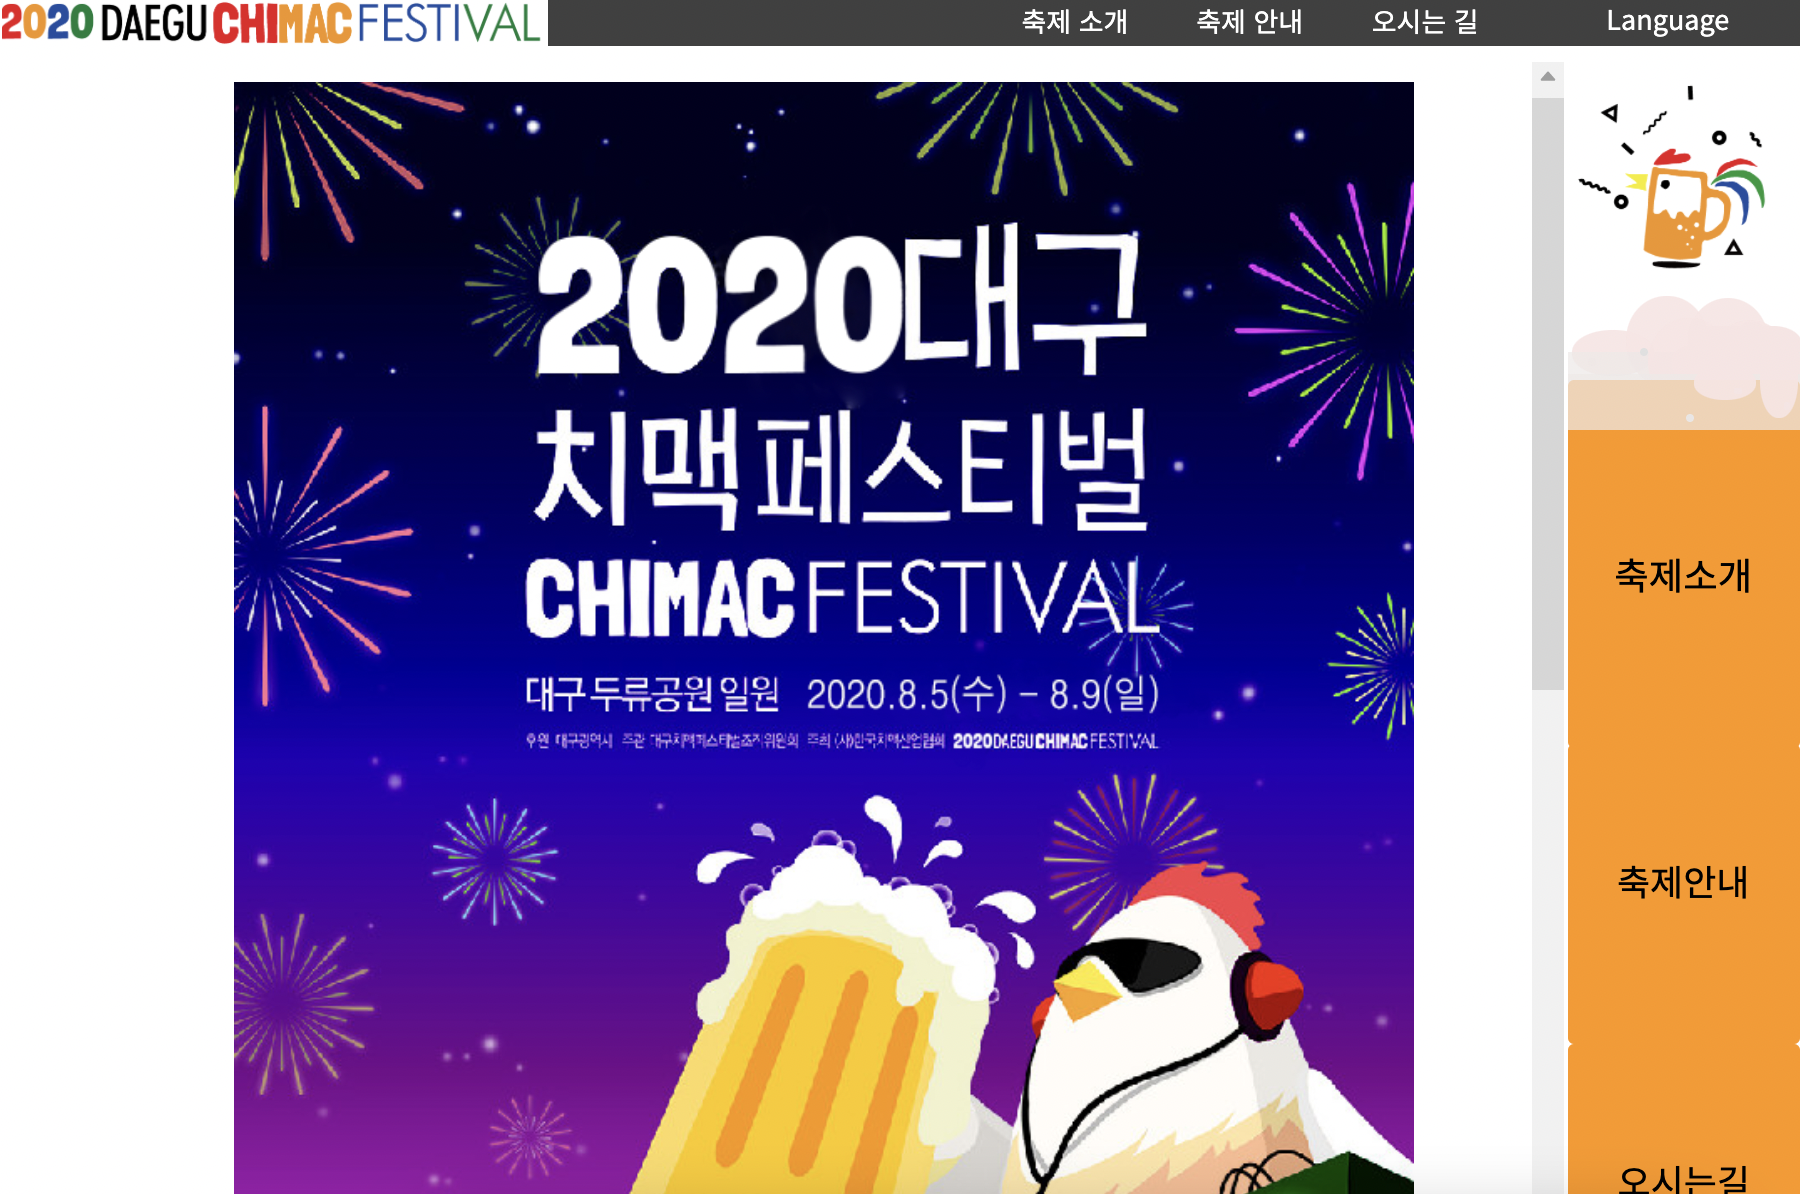 2020 DAEGU CHIMAC FESTIVAL
축제 소개 축제 안내 오시는 길 Language
2020대구
치맥페스티벌
CHIMAC FESTIVAL
대구 두류공원 일원 2020.8.5(수) – 8.9(일)
후원 대구광역시 주관 대구치맥페스티벌조직위원회 주최 (사)한국치맥산업협회 2020 DAEGU CHIMAC FESTIVAL
축제소개
축제안내
오시는길